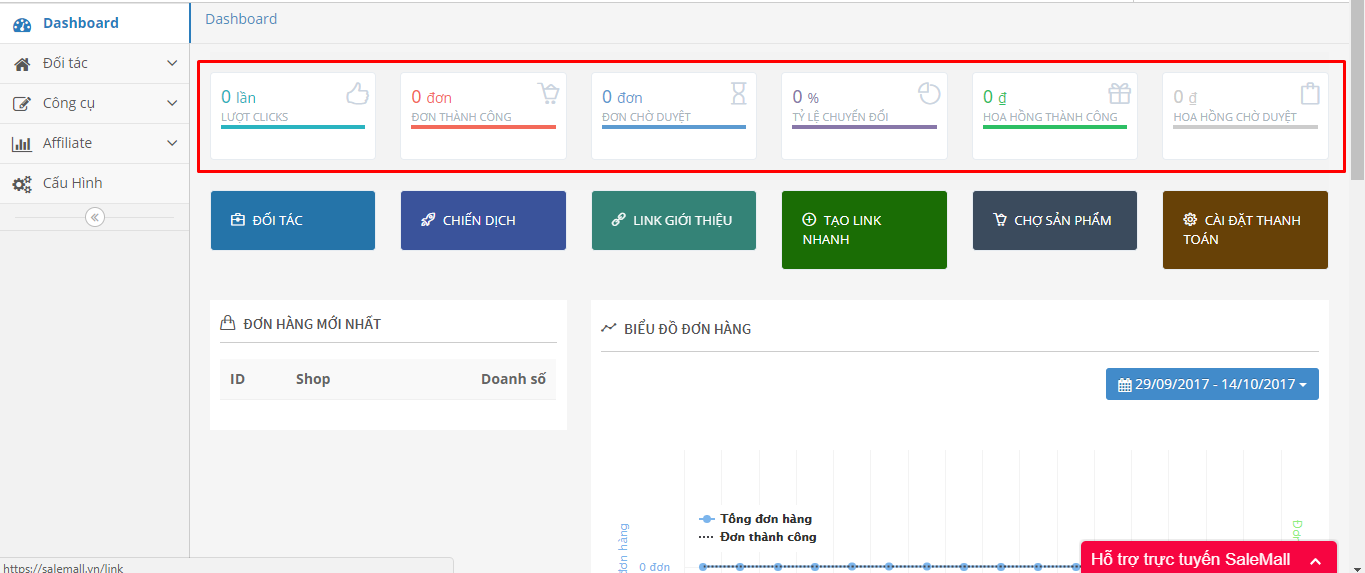 Dashboard
Đối tác
Công cụ
Affiliate
Cấu Hình
Dashboard
0 lần
LƯỢT CLICKS
0 đơn
ĐƠN THÀNH CÔNG
0 đơn
ĐƠN CHỜ DUYỆT
0 %
TỶ LỆ CHUYỂN ĐỔI
0 ₫
HOA HỒNG THÀNH CÔNG
0 ₫
HOA HỒNG CHỜ DUYỆT
ĐỐI TÁC
CHIẾN DỊCH
LINK GIỚI THIỆU
TẠO LINK
NHANH
CHỢ SẢN PHẨM
CÀI ĐẶT THANH
TOÁN
ĐƠN HÀNG MỚI NHẤT
ID Shop Doanh số
BIỂU ĐỒ ĐƠN HÀNG
29/09/2017 - 14/10/2017
Tổng đơn hàng
Đơn thành công
hàng
0 đơn
Hỗ trợ trực tuyến SaleMall
https://salemall.vn/link